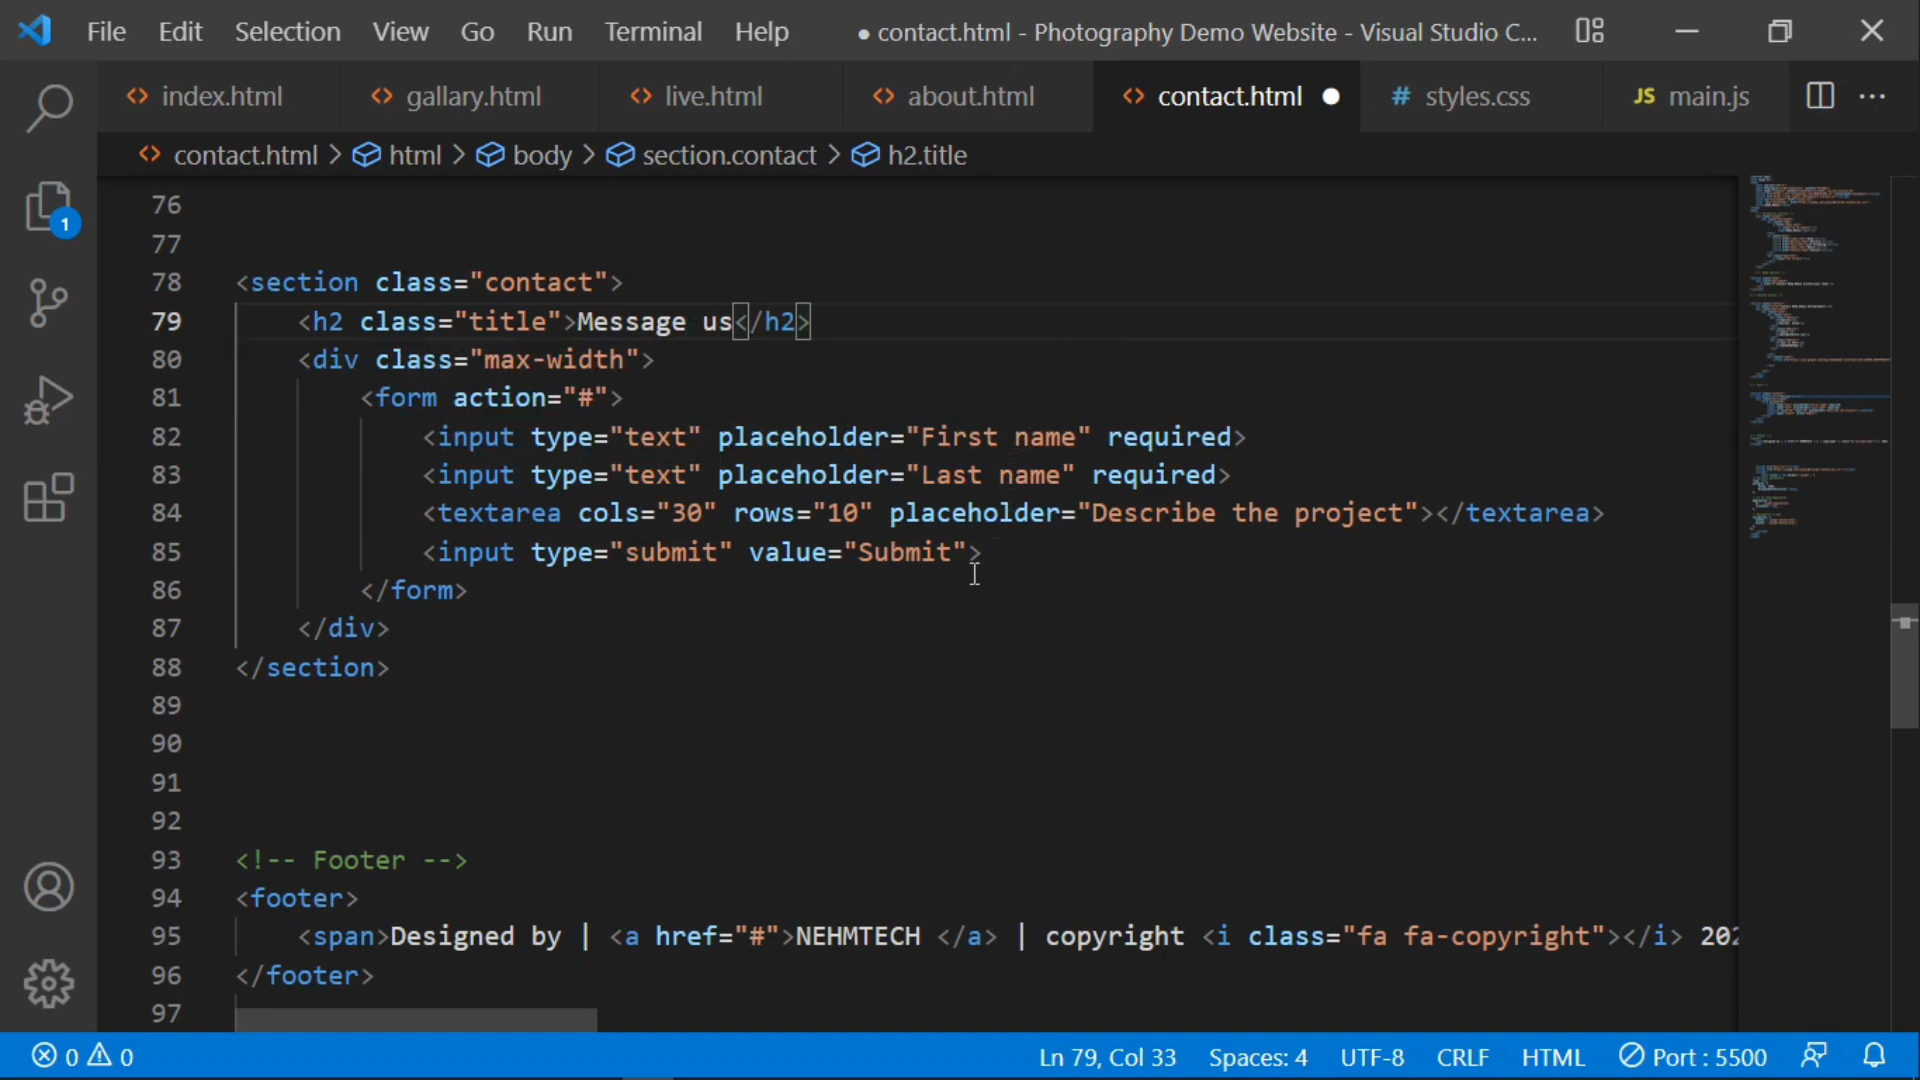 File Edit Selection View Go Run Terminal Help ● contact.html - Photography Demo Website - Visual Studio C...
index.html gallary.html live.html about.html contact.html ● # styles.css JS main.js ...
contact.html > html > body > section.contact > h2.title
76
77
78 <section class="contact">
79 <h2 class="title">Message us</h2>
80 <div class="max-width">
81 <form action="#">
82 <input type="text" placeholder="First name" required>
83 <input type="text" placeholder="Last name" required>
84 <textarea cols="30" rows="10" placeholder="Describe the project"></textarea>
85 <input type="submit" value="Submit">
86 </form>
87 </div>
88 </section>
89
90
91
92
93 <!-- Footer -->
94 <footer>
95 <span>Designed by | <a href="#">NEHMTECH </a> | copyright <i class="fa fa-copyright"></i> 202
96 </footer>
97
1
0 0 Ln 79, Col 33 Spaces: 4 UTF-8 CRLF HTML Port : 5500